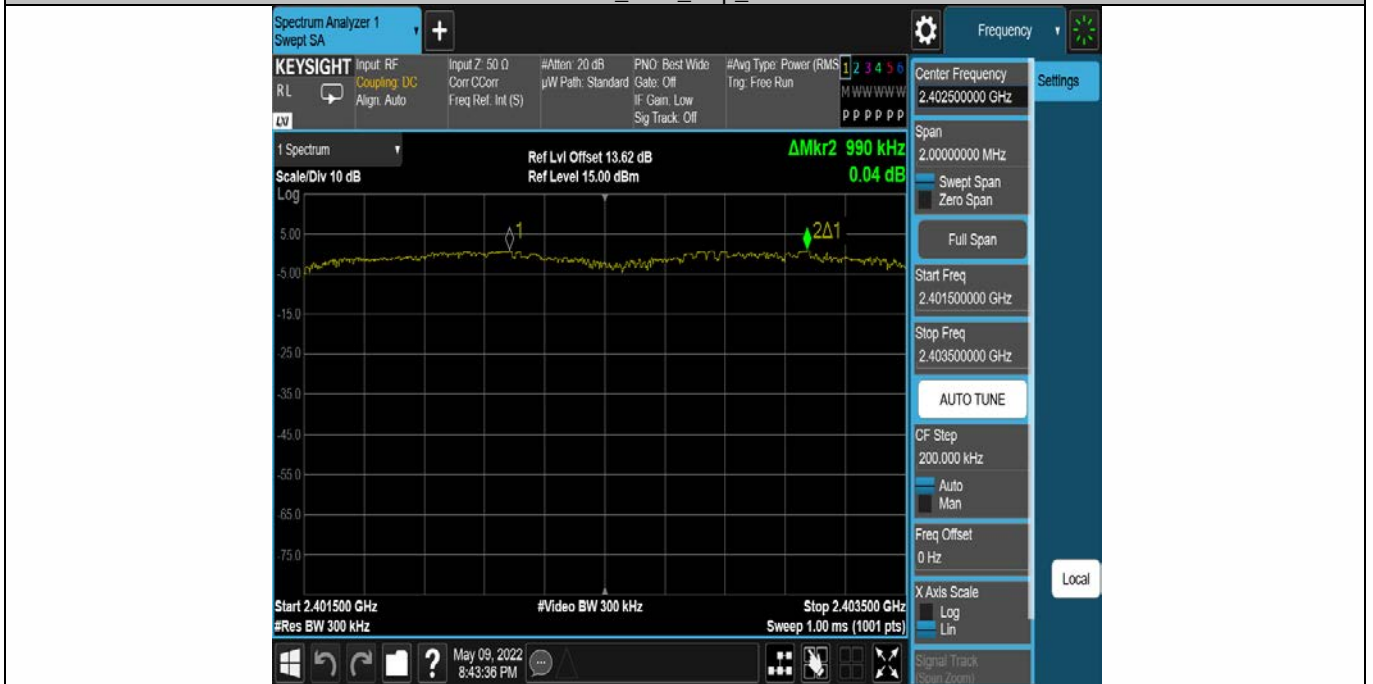 Spectrum Analyzer 1
Swept SA
+
Frequency
KEYSIGHT
RL
LXI
Input: RF
Coupling: DC
Align: Auto
Input Z: 50 Ω
Corr CCorr
Freq Ref: Int (S)
#Atten: 20 dB
µW Path: Standard
PNO: Best Wide
Gate: Off
IF Gain: Low
Sig Track: Off
#Avg Type: Power (RMS
Trig: Free Run
1 2 3 4 5 6
M W W W W W
P P P P P P
1 Spectrum
Scale/Div 10 dB
Log
Ref Lvl Offset 13.62 dB
Ref Level 15.00 dBm
ΔMkr2 990 kHz
0.04 dB
1
2Δ1
5.00
-5.00
-15.0
-25.0
-35.0
-45.0
-55.0
-65.0
-75.0
Start 2.401500 GHz
#Res BW 300 kHz
#Video BW 300 kHz
Stop 2.403500 GHz
Sweep 1.00 ms (1001 pts)
Center Frequency
2.402500000 GHz
Settings
Span
2.00000000 MHz
Swept Span
Zero Span
Full Span
Start Freq
2.401500000 GHz
Stop Freq
2.403500000 GHz
AUTO TUNE
CF Step
200.000 kHz
Auto
Man
Freq Offset
0 Hz
X Axis Scale
Log
Lin
Signal Track
(Span Zoom)
Local
?
May 09, 2022
8:43:36 PM